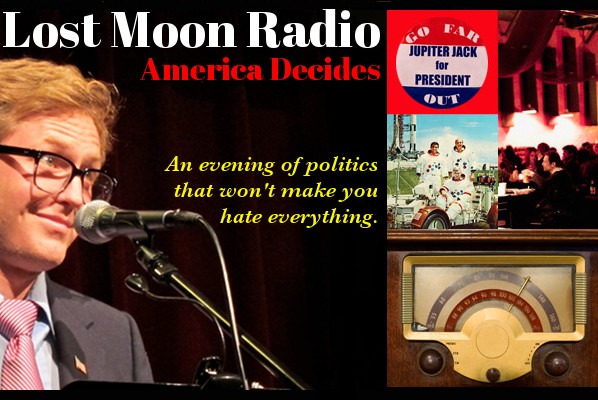 Lost Moon Radio
America Decides
An evening of politics
that won't make you
hate everything.
GO FAR
JUPITER JACK
for
PRESIDENT
OUT